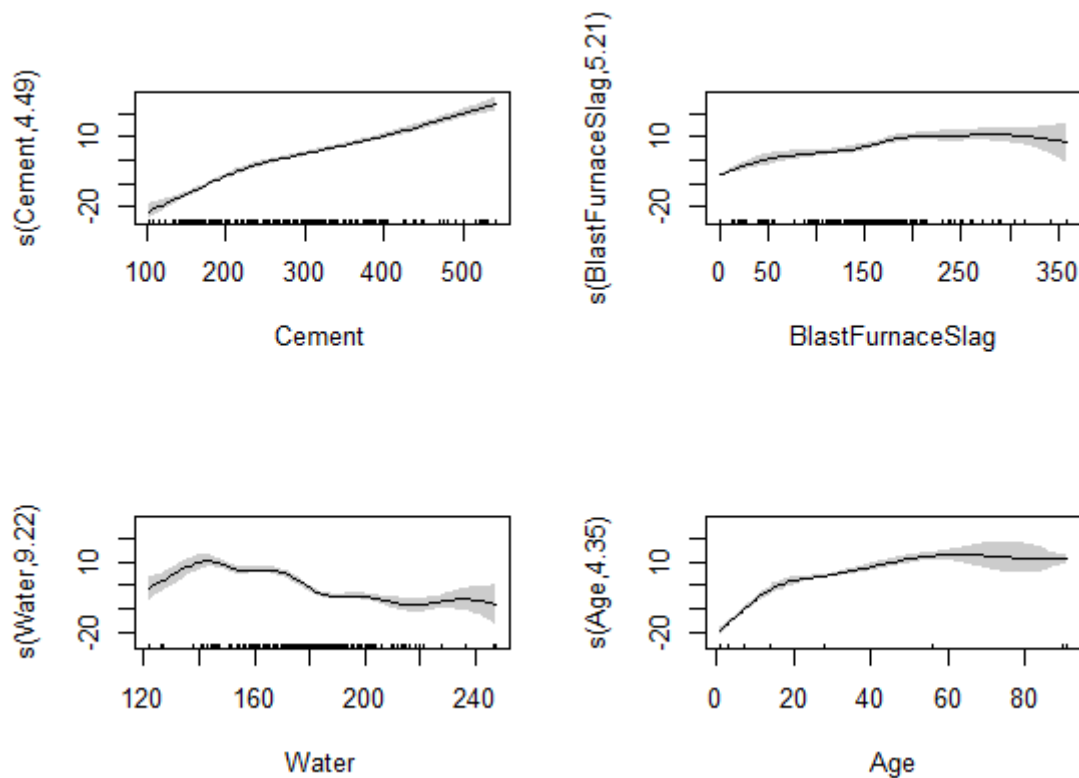 s(Cement,4.49)
10
-20
100 200 300 400 500
Cement
s(BlastFurnaceSlag,5.21)
10
-20
0 50 150 250 350
BlastFurnaceSlag
s(Water,9.22)
10
-20
120 160 200 240
Water
s(Age,4.35)
10
-20
0 20 40 60 80
Age